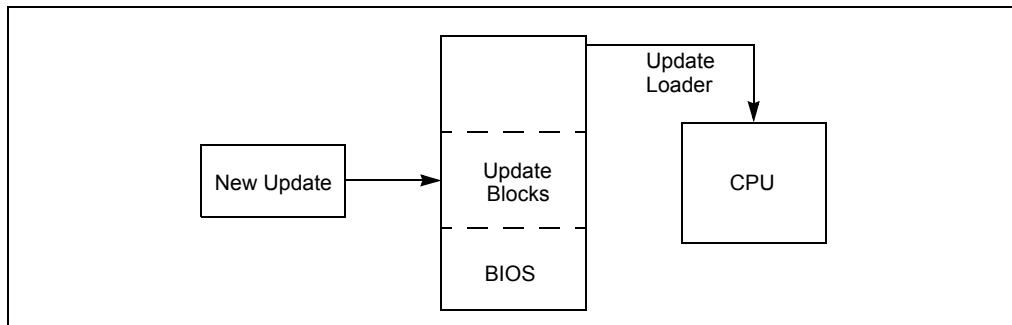 Update
Loader
New Update
Update
Blocks
CPU
BIOS